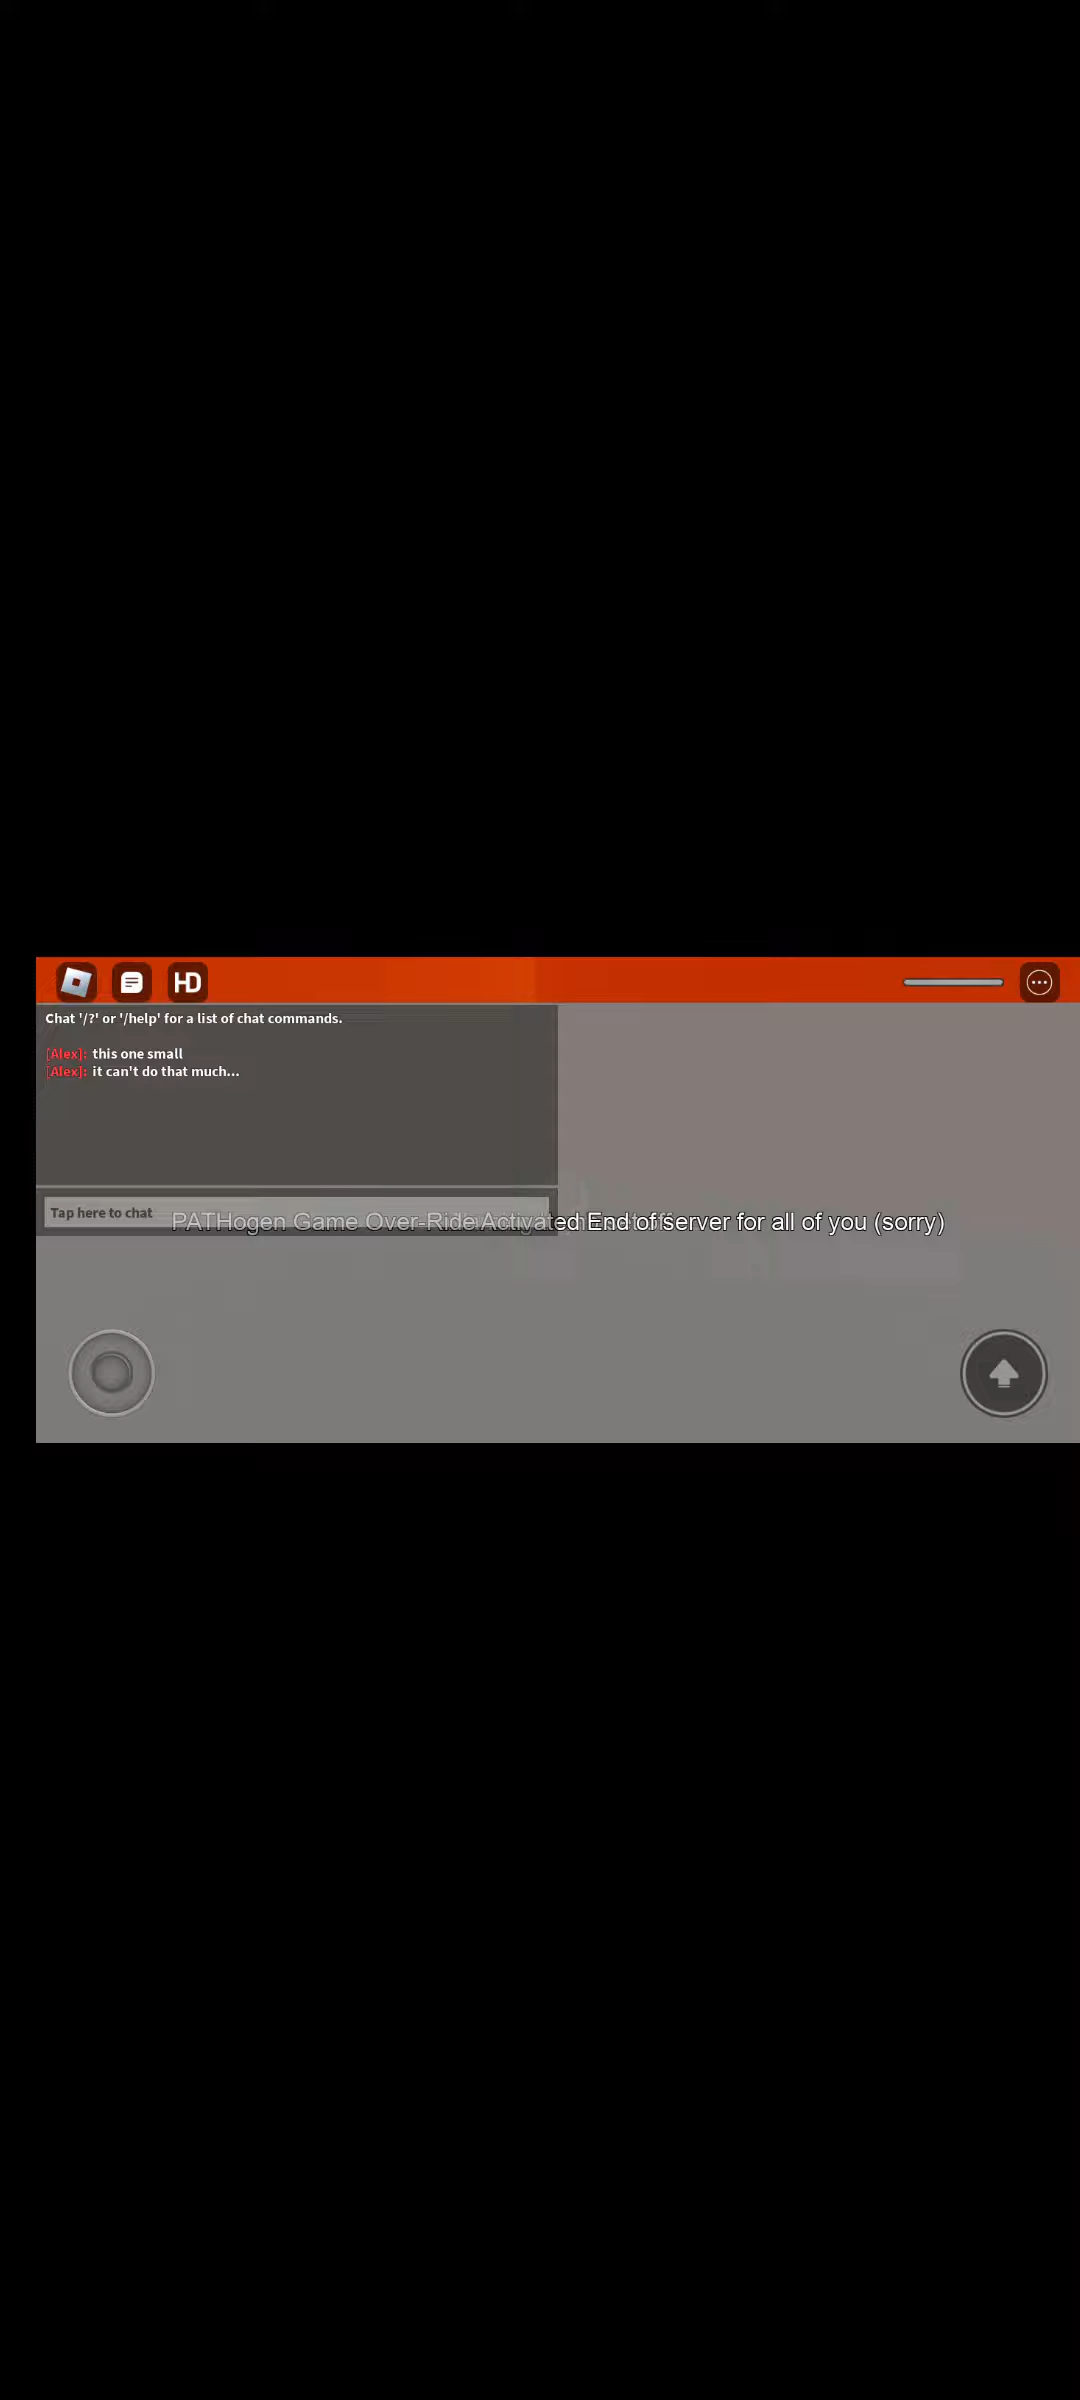 HD
Chat '/?' or '/help' for a list of chat commands.
[Alex]: this one small
[Alex]: it can't do that much...
Tap here to chat
PATHogen Game Over-Ride Activated End of server for all of you (sorry)